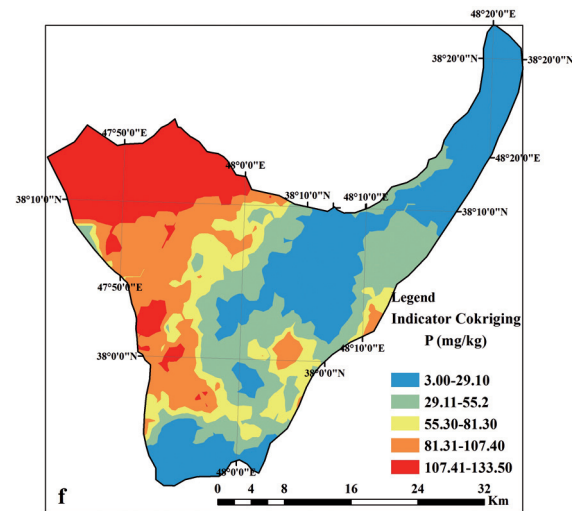 48°20'0"E
38°20'0"N
38°20'0"N
47°50'0"E
48°0'0"E
48°20'0"E
38°10'0"N
38°10'0"N
48°10'0"E
38°10'0"N
47°50'0"E
Legend
Indicator Cokriging
P (mg/kg)
48°10'0"E
38°0'0"N
38°0'0"N
3.00-29.10
29.11-55.2
55.30-81.30
81.31-107.40
107.41-133.50
48°0'0"E
f
0 4 8 16 24 32
Km